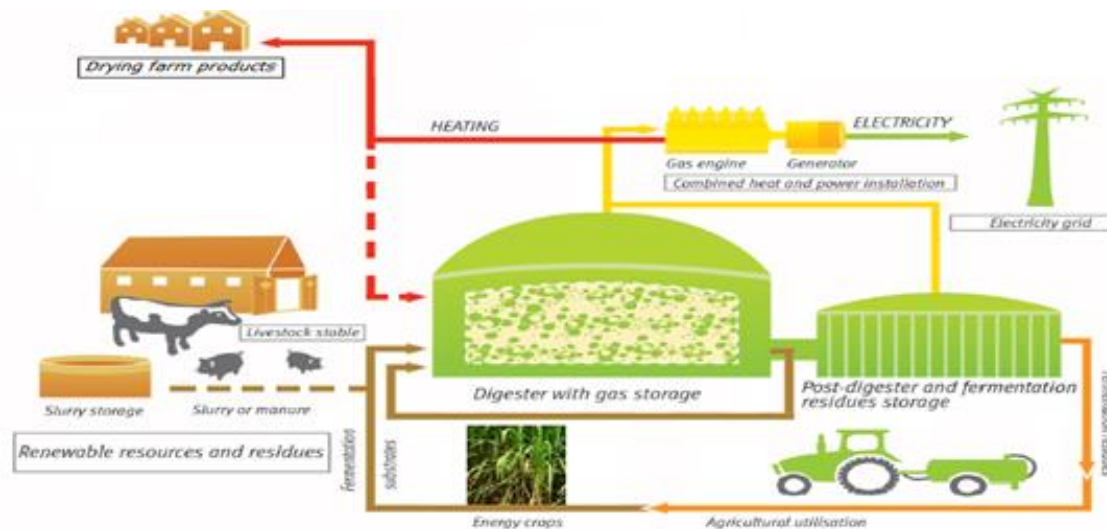 Drying farm products
HEATING
ELECTRICITY
Gas engine
Generator
Combined heat and power installation
Electricity grid
Livestock stable
Slurry storage
Slurry or manure
Digester with gas storage
Post-digester and fermentation
residues storage
Renewable resources and residues
Fermentation
substrates
Energy crops
Agricultural utilisation